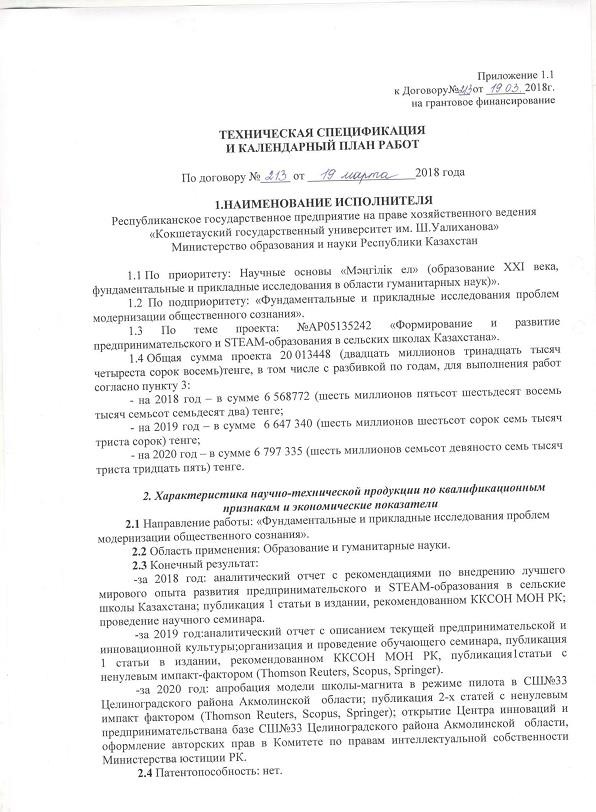 Приложение 1.1
к Договору№213от 19.03. 2018г.
на грантовое финансирование
ТЕХНИЧЕСКАЯ СПЕЦИФИКАЦИЯ
И КАЛЕНДАРНЫЙ ПЛАН РАБОТ
По договору № 213 от 19 марта 2018 года
1.НАИМЕНОВАНИЕ ИСПОЛНИТЕЛЯ
Республиканское государственное предприятие на праве хозяйственного ведения
«Кокшетауский государственный университет им. Ш.Уалиханова»
Министерство образования и науки Республики Казахстан
1.1 По приоритету: Научные основы «Мәңгілік ел» (образование XXI века,
фундаментальные и прикладные исследования в области гуманитарных наук)».
1.2 По подприоритету: «Фундаментальные и прикладные исследования проблем
модернизации общественного сознания».
1.3 По теме проекта: №АР05135242 «Формирование и развитие
предпринимательского и STEAM-образования в сельских школах Казахстана».
1.4 Общая сумма проекта 20 013448 (двадцать миллионов тринадцать тысяч
четыреста сорок восемь)тенге, в том числе с разбивкой по годам, для выполнения работ
согласно пункту 3:
- на 2018 год – в сумме 6 568772 (шесть миллионов пятьсот шестьдесят восемь
тысяч семьсот семьдесят два) тенге;
- на 2019 год – в сумме 6 647 340 (шесть миллионов шестьсот сорок семь тысяч
триста сорок) тенге;
- на 2020 год – в сумме 6 797 335 (шесть миллионов семьсот девяносто семь тысяч
триста тридцать пять) тенге.
2. Характеристика научно-технической продукции по квалификационным
признакам и экономические показатели
2.1 Направление работы: «Фундаментальные и прикладные исследования проблем
модернизации общественного сознания».
2.2 Область применения: Образование и гуманитарные науки.
2.3 Конечный результат:
-за 2018 год: аналитический отчет с рекомендациями по внедрению лучшего
мирового опыта развития предпринимательского и STEAM-образования в сельские
школы Казахстана; публикация 1 статьи в издании, рекомендованном ККСОН МОН РК;
проведение научного семинара.
-за 2019 год:аналитический отчет с описанием текущей предпринимательской и
инновационной культуры;организация и проведение обучающего семинара, публикация
1 статьи в издании, рекомендованном ККСОН МОН РК, публикация1статьи с
ненулевым импакт-фактором (Thomson Reuters, Scopus, Springer).
-за 2020 год: апробация модели школы-магнита в режиме пилота в СШ№33
Целиноградского района Акмолинской области; публикация 2-х статей с ненулевым
импакт фактором (Thomson Reuters, Scopus, Springer); открытие Центра инноваций и
предпринимательствана базе СШ№33 Целиноградского района Акмолинской области,
оформление авторских прав в Комитете по правам интеллектуальной собственности
Министерства юстиции РК.
2.4 Патентопособность: нет.